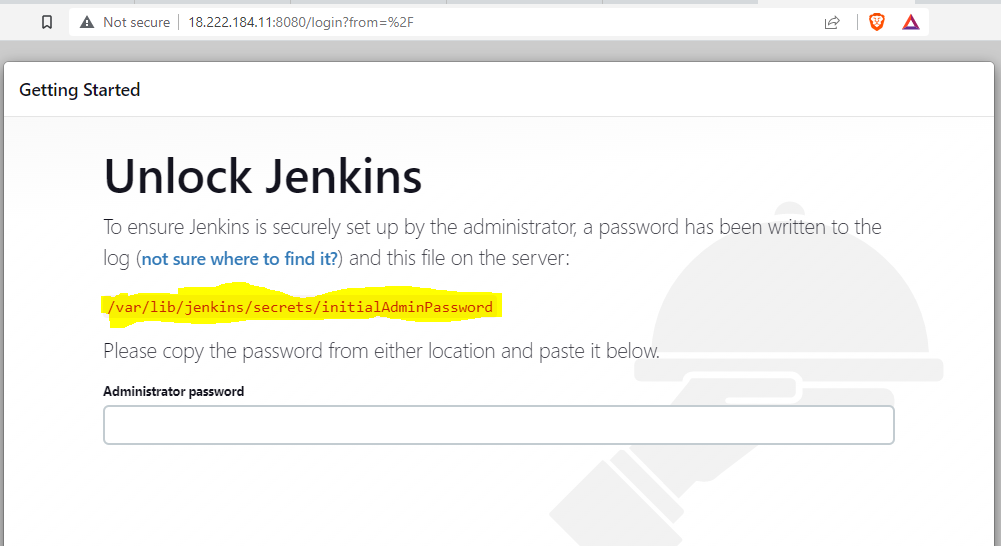 Not secure 18.222.184.11:8080/login?from=%2F
Getting Started
Unlock Jenkins
To ensure Jenkins is securely set up by the administrator, a password has been written to the
log (not sure where to find it?) and this file on the server:
/var/lib/jenkins/secrets/initialAdminPassword
Please copy the password from either location and paste it below.
Administrator password